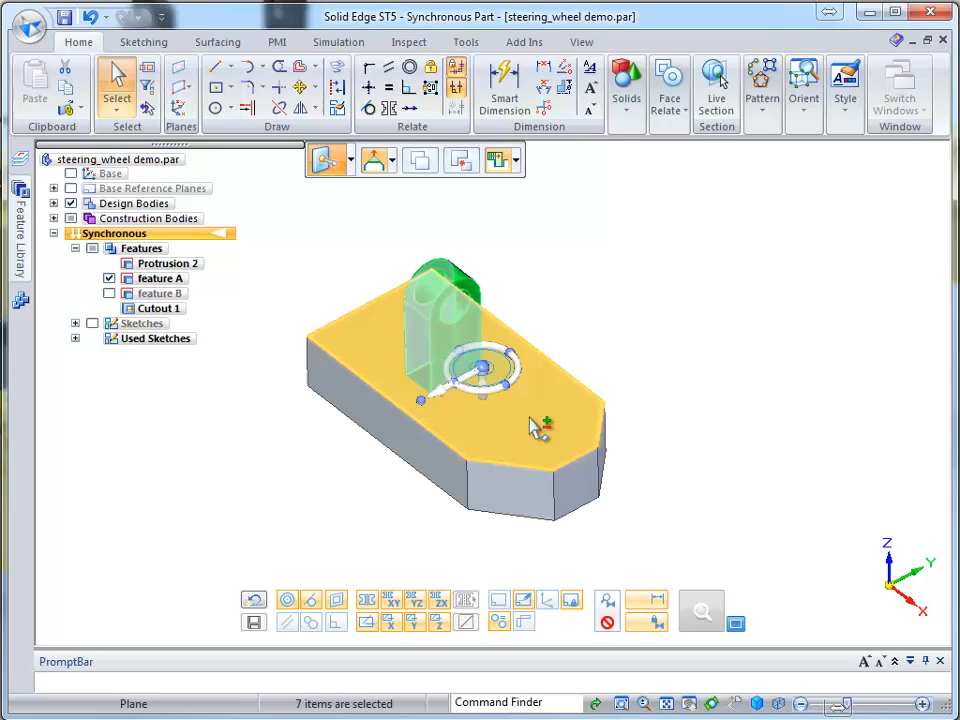 Solid Edge ST5 - Synchronous Part - [steering_wheel demo.par]
Home Sketching Surfacing PMI Simulation Inspect Tools Add Ins View
Paste
Clipboard
Select
Select
Planes
Draw
Relate
Smart
Dimension
Dimension
Solids
Face
Relate
Live
Section
Section
Pattern
Orient
Style
Switch
Windows
Window
Feature Library
steering_wheel demo.par
Base
Base Reference Planes
Design Bodies
Construction Bodies
Synchronous
Features
Protrusion 2
feature A
feature B
Cutout 1
Sketches
Used Sketches
Z
Y
X
XY YZ ZX
X Y Z
PromptBar
Plane
7 items are selected
Command Finder